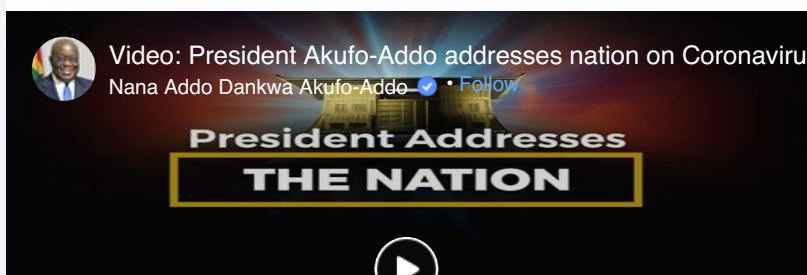 Video: President Akufo-Addo addresses nation on Coronaviru
Nana Addo Dankwa Akufo-Addo · Follow
President Addresses
THE NATION